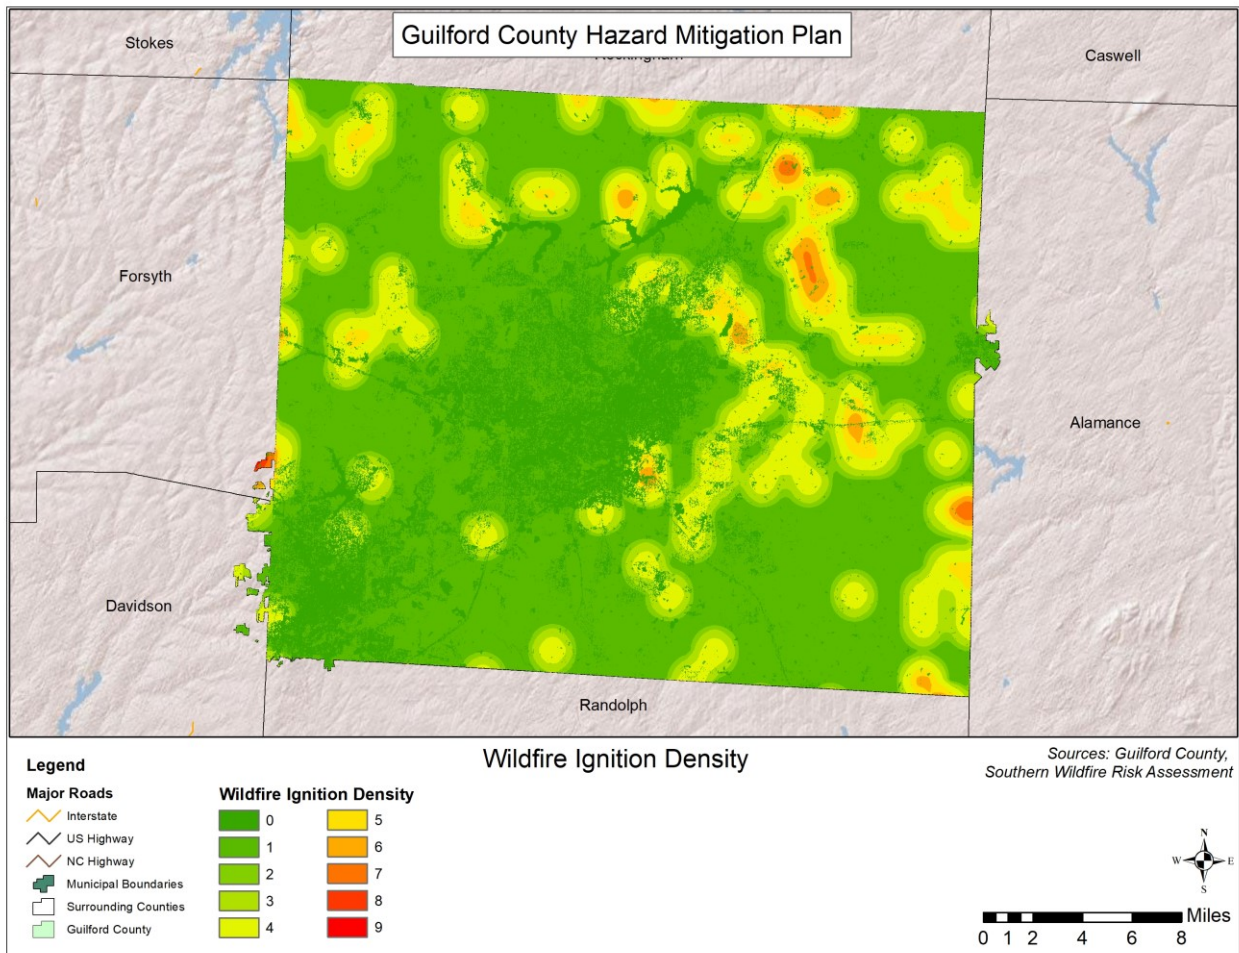 Guilford County Hazard Mitigation Plan
Stokes
Rockingham
Caswell
Forsyth
Alamance
Davidson
Randolph
Wildfire Ignition Density
Sources: Guilford County,
Southern Wildfire Risk Assessment
Legend
Major Roads
Interstate
US Highway
NC Highway
Municipal Boundaries
Surrounding Counties
Guilford County
Wildfire Ignition Density
0
1
2
3
4
5
6
7
8
9
N
W E
S
Miles
0 1 2 4 6 8